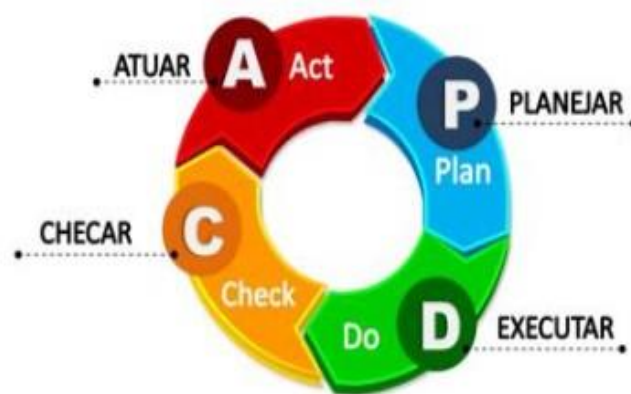 ATUAR
A
Act
P
PLANEJAR
Plan
CHECAR
C
Check
Do
D
EXECUTAR